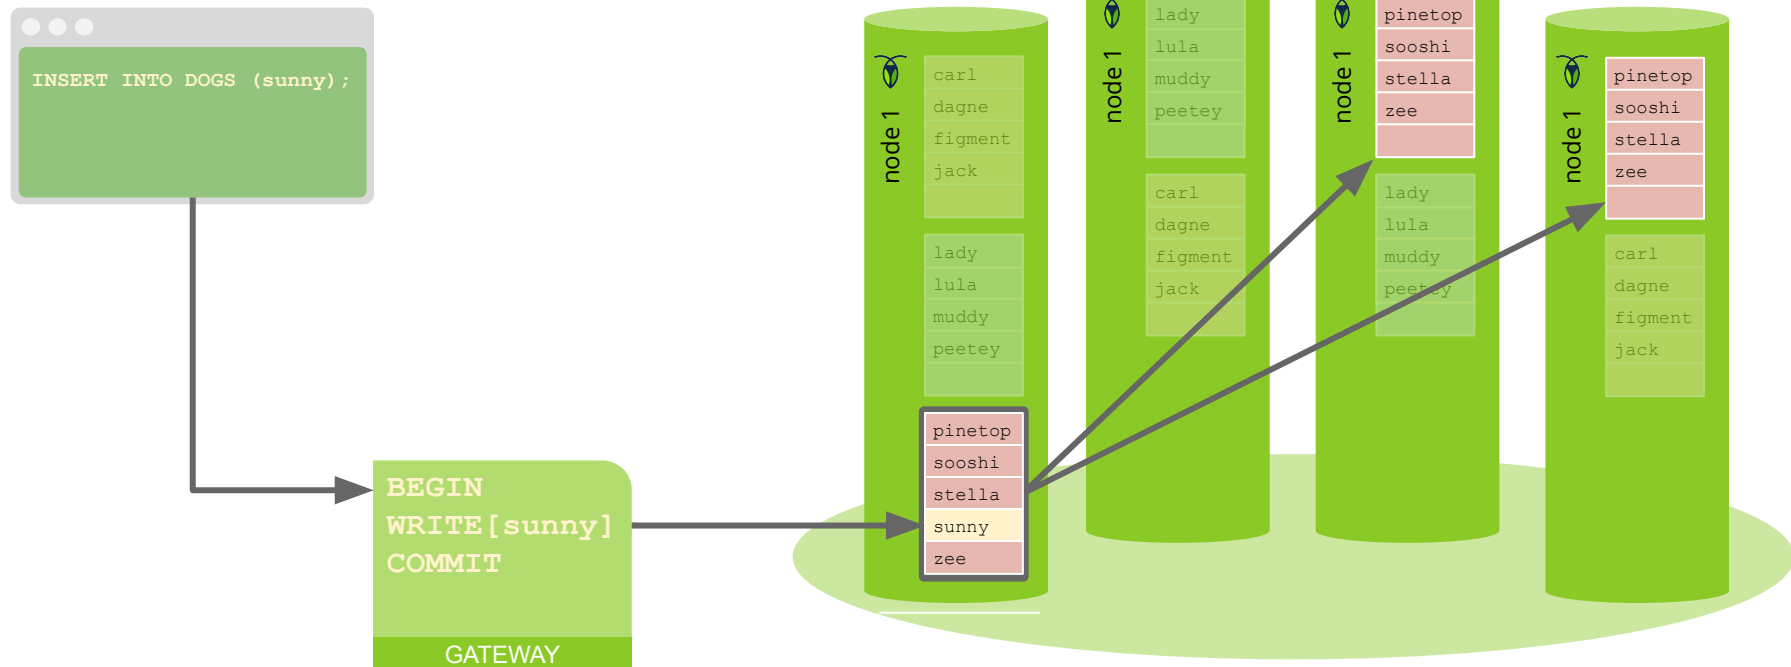 INSERT INTO DOGS (sunny);
BEGIN
WRITE[sunny]
COMMIT
GATEWAY
node 1
carl
dagne
figment
jack
lady
lula
muddy
peetey
pinetop
sooshi
stella
sunny
zee
node 1
lady
lula
muddy
peetey
carl
dagne
figment
jack
node 1
pinetop
sooshi
stella
zee
lady
lula
muddy
peetey
node 1
pinetop
sooshi
stella
zee
carl
dagne
figment
jack